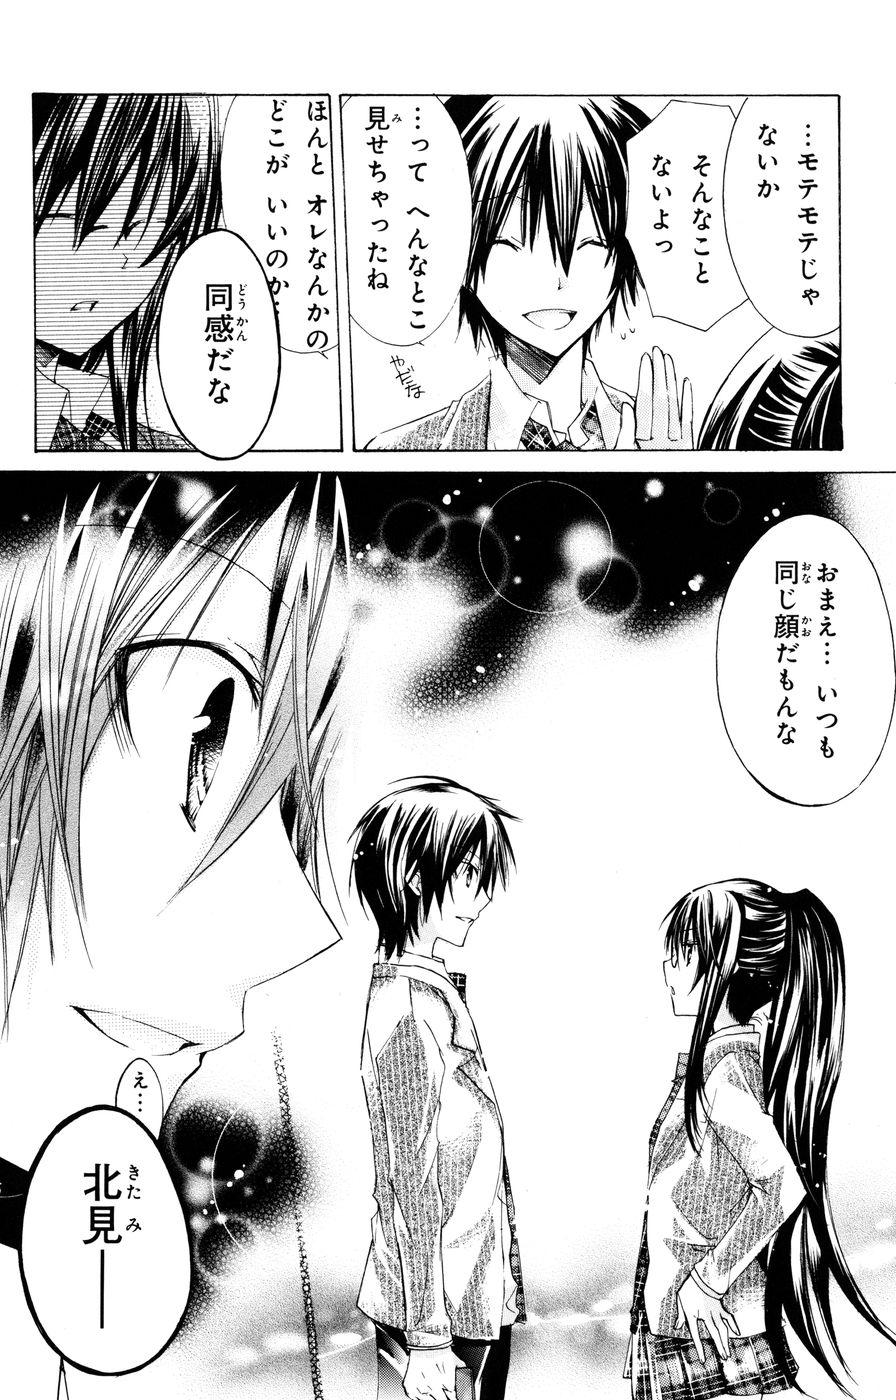 …モテモテじゃ
ないか
そんなこと
ないよっ
…って へんなとこ
見せちゃったね
やだな
ほんと オレなんかの
どこが いいのか…
同感だな
おまえ… いつも
同じ顔だもんな
え…
北見――